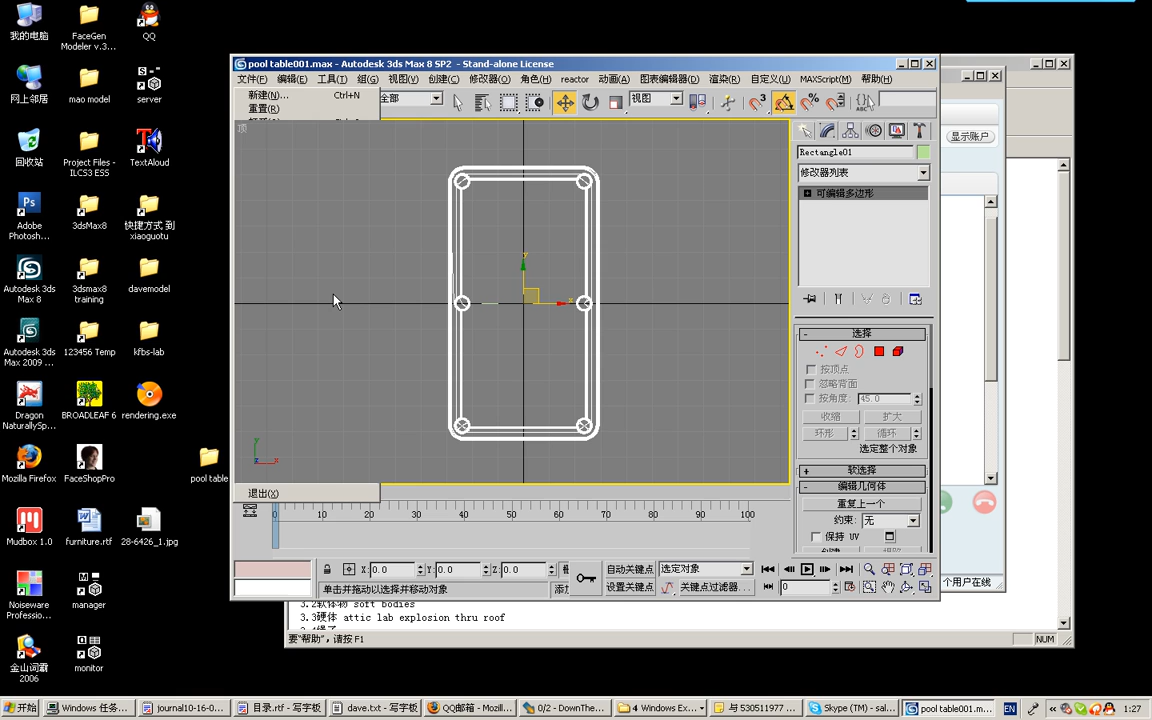 我的电脑
FaceGen
Modeler v.3...
QQ
网上邻居
mao model
server
回收站
Project Files -
ILCS3 ES5
TextAloud
Adobe
Photosh...
3dsMax8
快捷方式 到
xiaoguotu
Autodesk 3ds
Max 8
3dsmax8
training
davemodel
Autodesk 3ds
Max 2009 ...
123456 Temp
kfbs-lab
Dragon
NaturallySp...
BROADLEAF 6
rendering.exe
Mozilla Firefox
FaceShopPro
pool table
Mudbox 1.0
furniture.rtf
28-6426_1.jpg
Noiseware
Professio...
manager
金山词霸
2006
monitor
pool table001.max - Autodesk 3ds Max 8 SP2 - Stand-alone License
文件(F) 编辑(E) 工具(T) 组(G) 视图(V) 创建(C) 修改器(O) 角色(H) reactor 动画(A) 图表编辑器(D) 渲染(R) 自定义(U) MAXScript(M) 帮助(H)
新建(N)... Ctrl+N
重置(R)
全部
视图
顶
退出(X)
Rectangle01
修改器列表
可编辑多边形
选择
按顶点
忽略背面
按角度: 45.0
收缩 扩大
环形 循环
选定整个对象
软选择
编辑几何体
重复上一个
约束: 无
保持 UV
显示账户
0 10 20 30 40 50 60 70 80 90 100
X: 0.0 Y: 0.0 Z: 0.0
自动关键点 选定对象
设置关键点 关键点过滤器...
0
单击并拖动以选择并移动对象
个用户在线
3.2软体物 soft bodies
3.3硬体 attic lab explosion thru roof
要“帮助”，请按 F1
NUM
开始
Windows 任务...
journal10-16-0...
目录.rtf - 写字板
dave.txt - 写字板
QQ邮箱 - Mozil...
0/2 - DownThe...
4 Windows Ex...
与 530511977 ...
Skype (TM) - sal...
pool table001.m...
EN
1:27